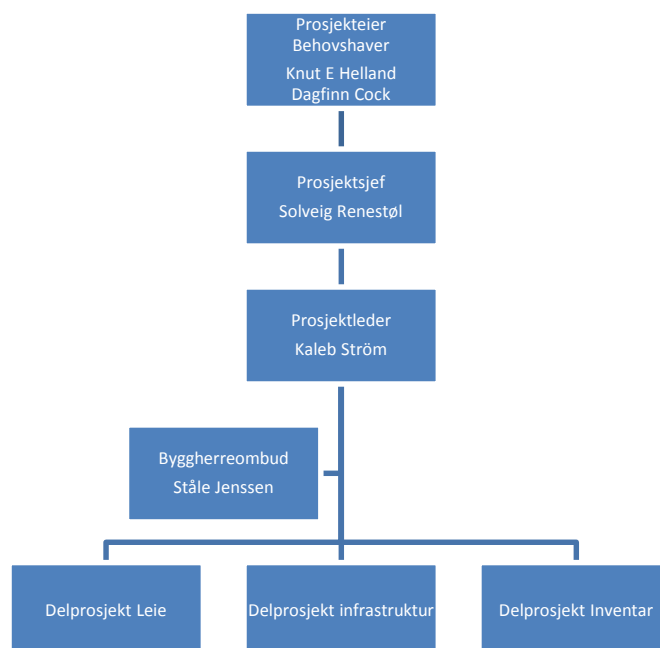 Prosjekteier
Behovshaver
Knut E Helland
Dagfinn Cock
Prosjektsjef
Solveig Renestøl
Prosjektleder
Kaleb Ström
Byggherreombud
Ståle Jenssen
Delprosjekt Leie
Delprosjekt infrastruktur
Delprosjekt Inventar